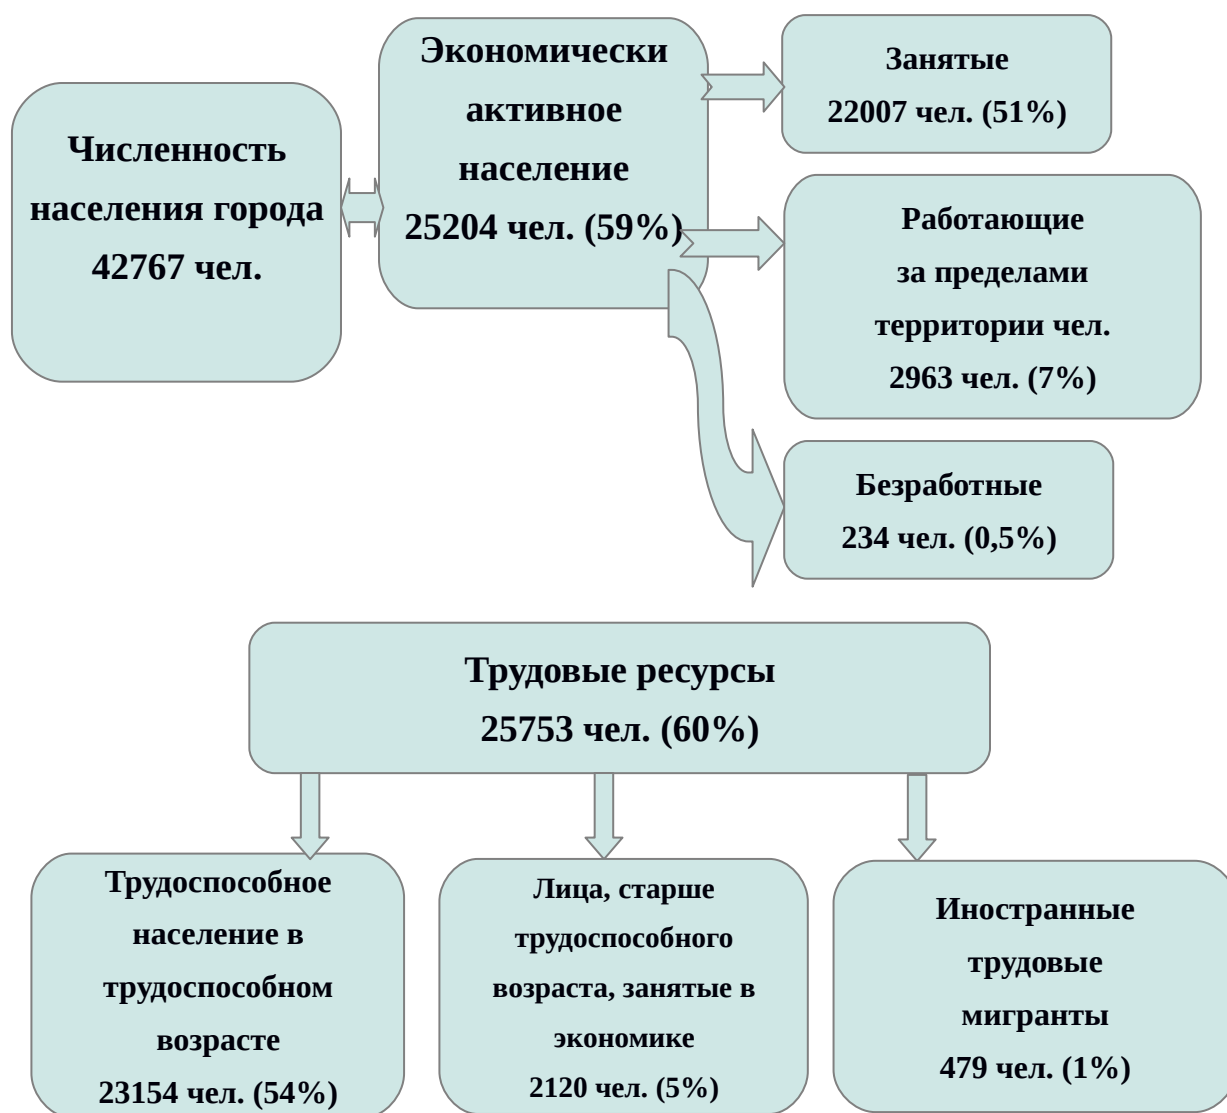 Численность
населения города
42767 чел.
Экономически
активное
население
25204 чел. (59%)
Занятые
22007 чел. (51%)
Работающие
за пределами
территории чел.
2963 чел. (7%)
Безработные
234 чел. (0,5%)
Трудовые ресурсы
25753 чел. (60%)
Трудоспособное
население в
трудоспособном
возрасте
23154 чел. (54%)
Лица, старше
трудоспособного
возраста, занятые в
экономике
2120 чел. (5%)
Иностранные
трудовые
мигранты
479 чел. (1%)